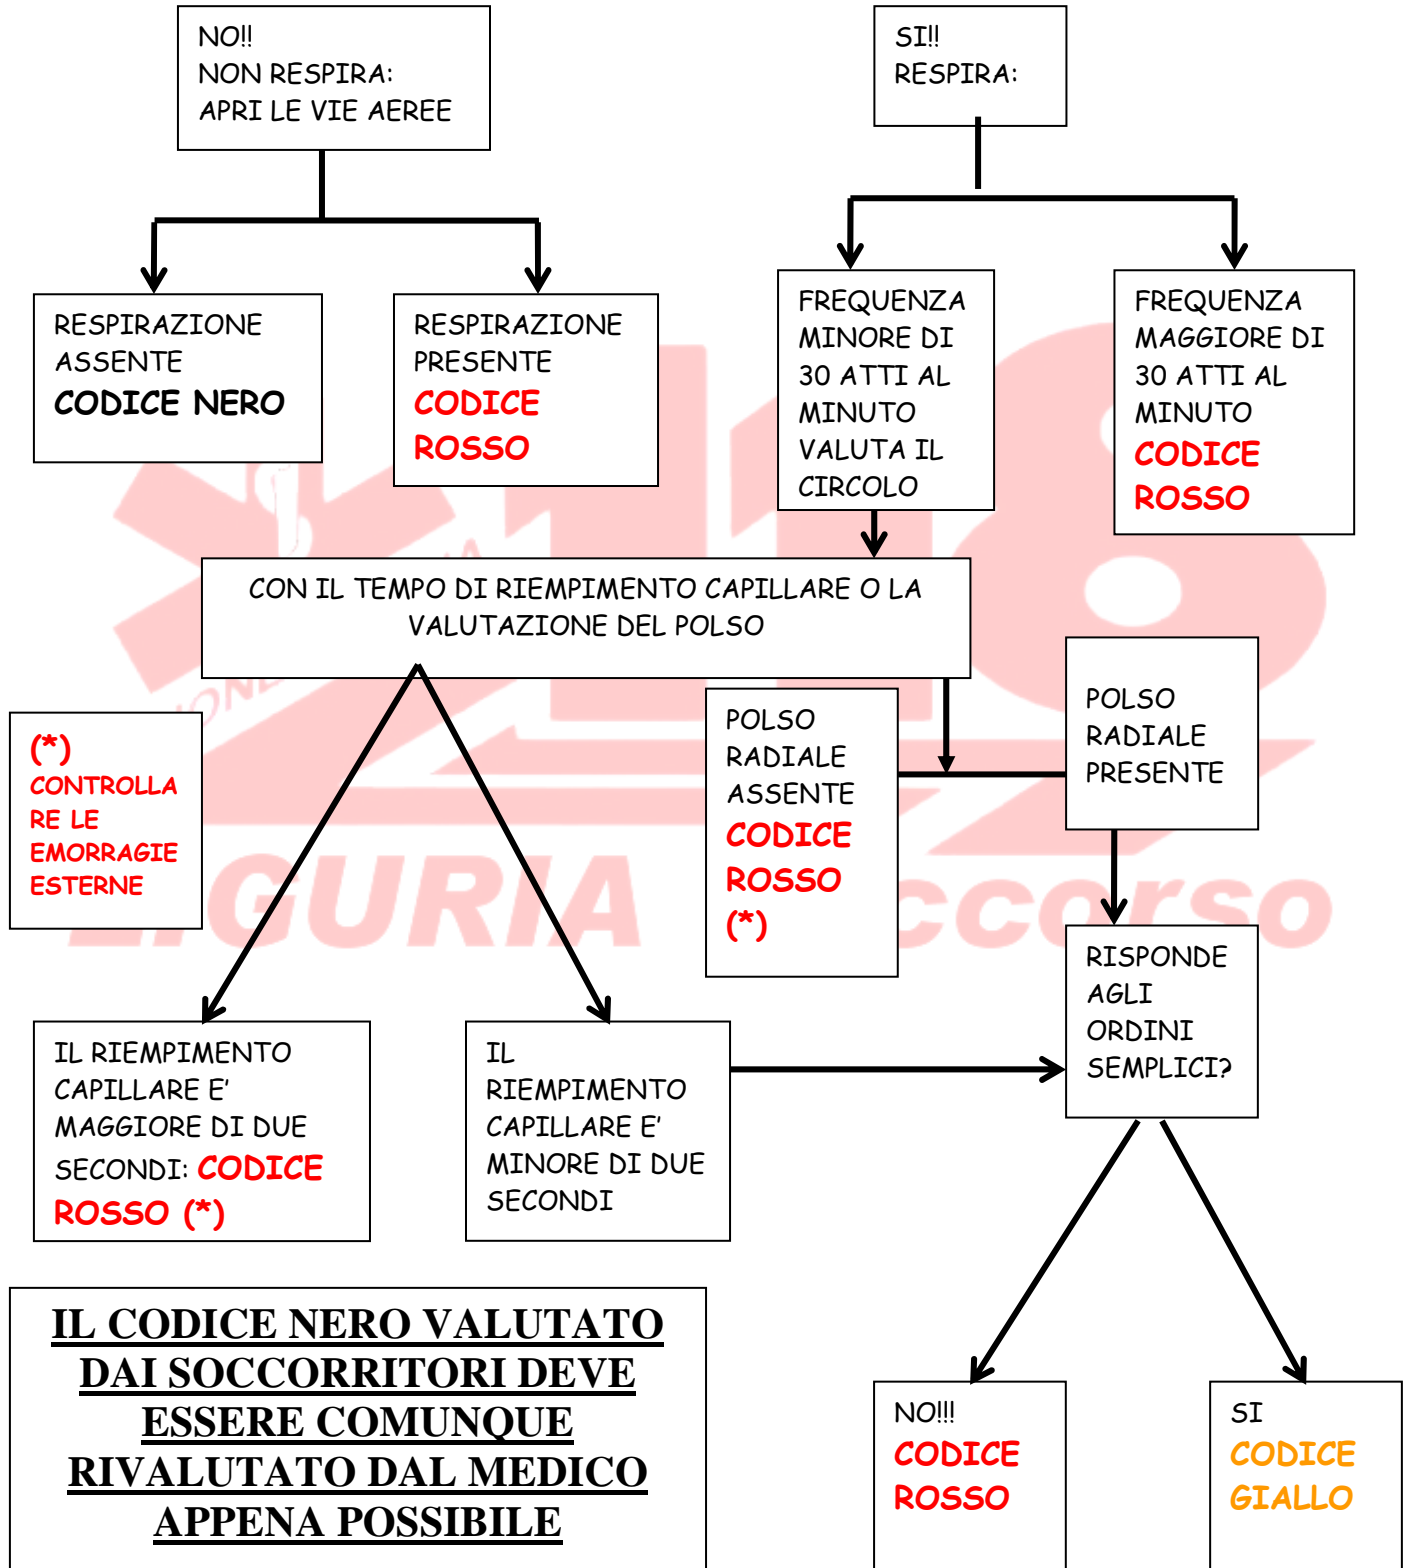 NO!!
NON RESPIRA:
APRI LE VIE AEREE
SI!!
RESPIRA:
RESPIRAZIONE
ASSENTE
CODICE NERO
RESPIRAZIONE
PRESENTE
CODICE
ROSSO
FREQUENZA
MINORE DI
30 ATTI AL
MINUTO
VALUTA IL
CIRCOLO
FREQUENZA
MAGGIORE DI
30 ATTI AL
MINUTO
CODICE
ROSSO
CON IL TEMPO DI RIEMPIMENTO CAPILLARE O LA
VALUTAZIONE DEL POLSO
(*)
CONTROLLA
RE LE
EMORRAGIE
ESTERNE
POLSO
RADIALE
ASSENTE
CODICE
ROSSO
(*)
POLSO
RADIALE
PRESENTE
RISPONDE
AGLI
ORDINI
SEMPLICI?
IL RIEMPIMENTO
CAPILLARE E'
MAGGIORE DI DUE
SECONDI: CODICE
ROSSO (*)
IL
RIEMPIMENTO
CAPILLARE E'
MINORE DI DUE
SECONDI
IL CODICE NERO VALUTATO
DAI SOCCORRITORI DEVE
ESSERE COMUNQUE
RIVALUTATO DAL MEDICO
APPENA POSSIBILE
NO!!!
CODICE
ROSSO
SI
CODICE
GIALLO
118
LIGURIA